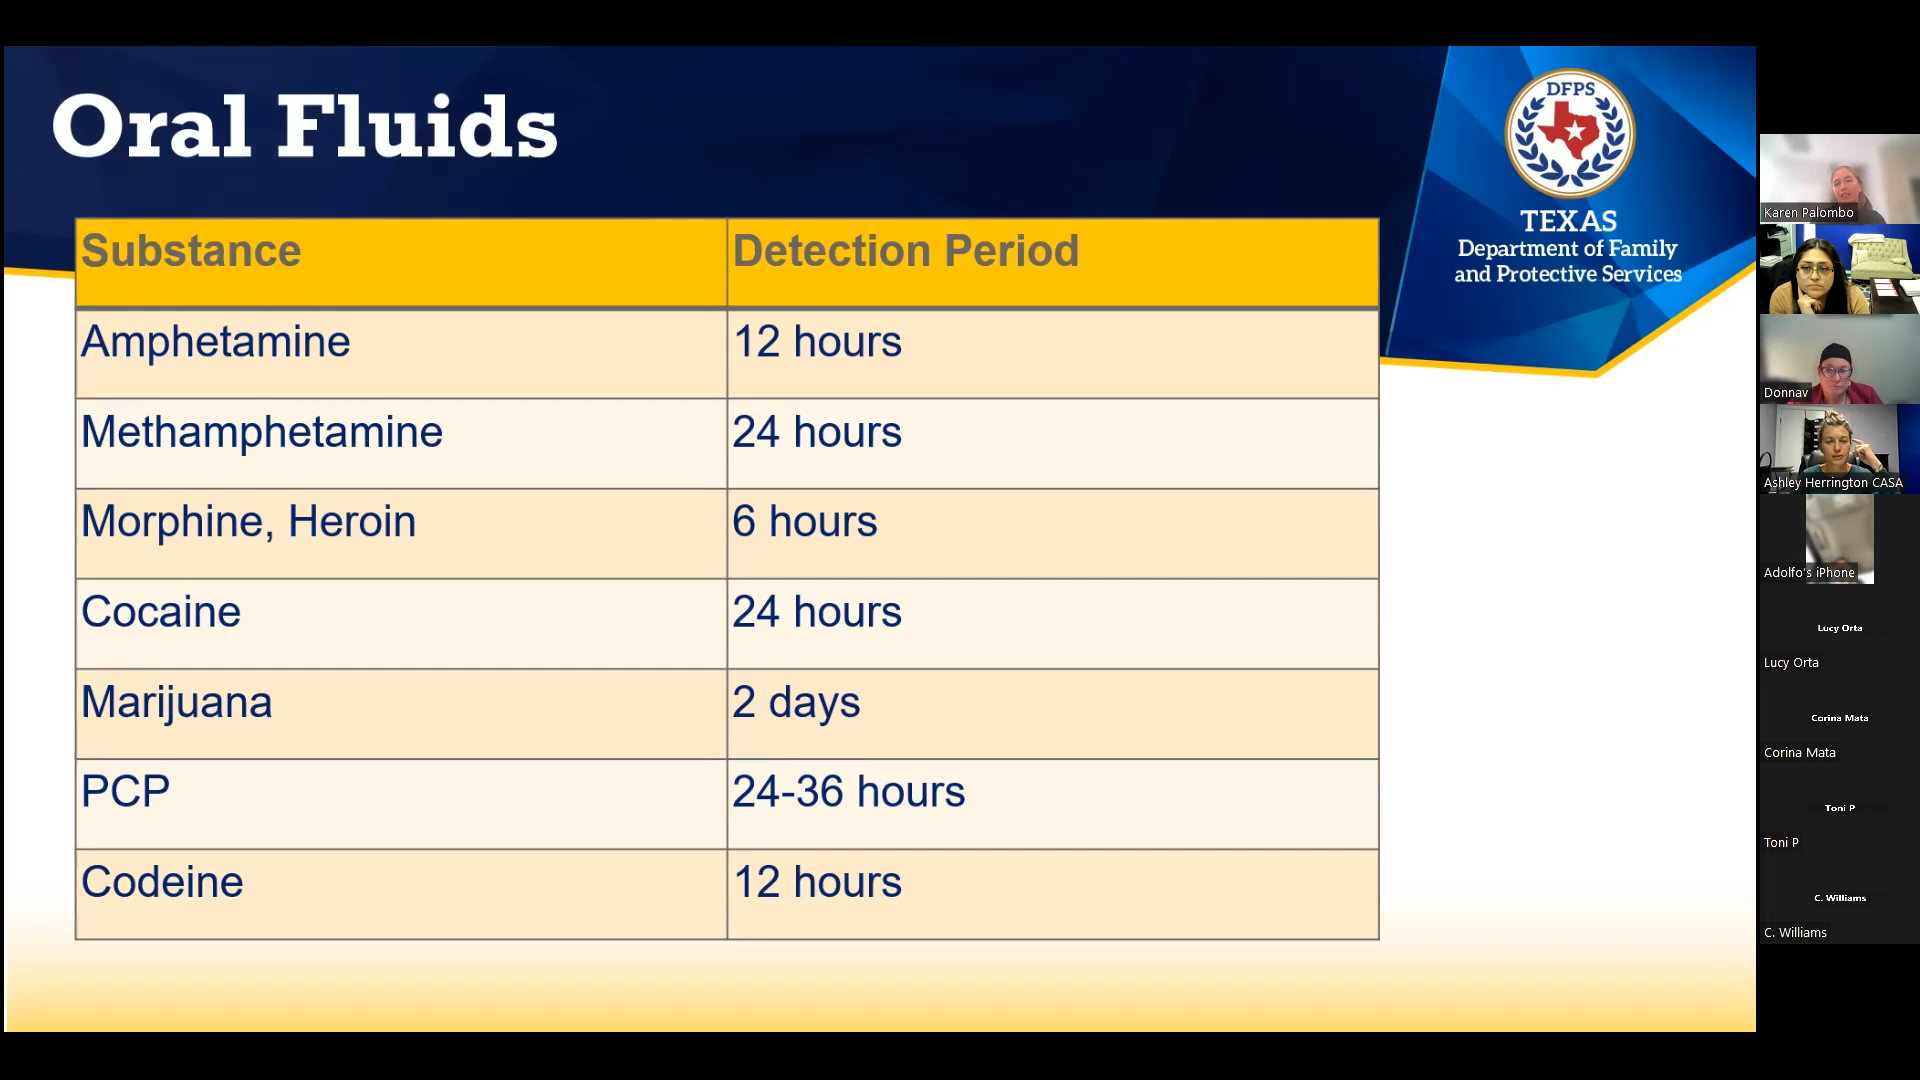 Oral Fluids
DFPS
TEXAS
Department of Family
and Protective Services
Substance Detection Period
Amphetamine 12 hours
Methamphetamine 24 hours
Morphine, Heroin 6 hours
Cocaine 24 hours
Marijuana 2 days
PCP 24-36 hours
Codeine 12 hours
Karen Palombo
Donnav
Ashley Herrington CASA
Adolfo's iPhone
Lucy Orta
Lucy Orta
Corina Mata
Corina Mata
Toni P
Toni P
C. Williams
C. Williams